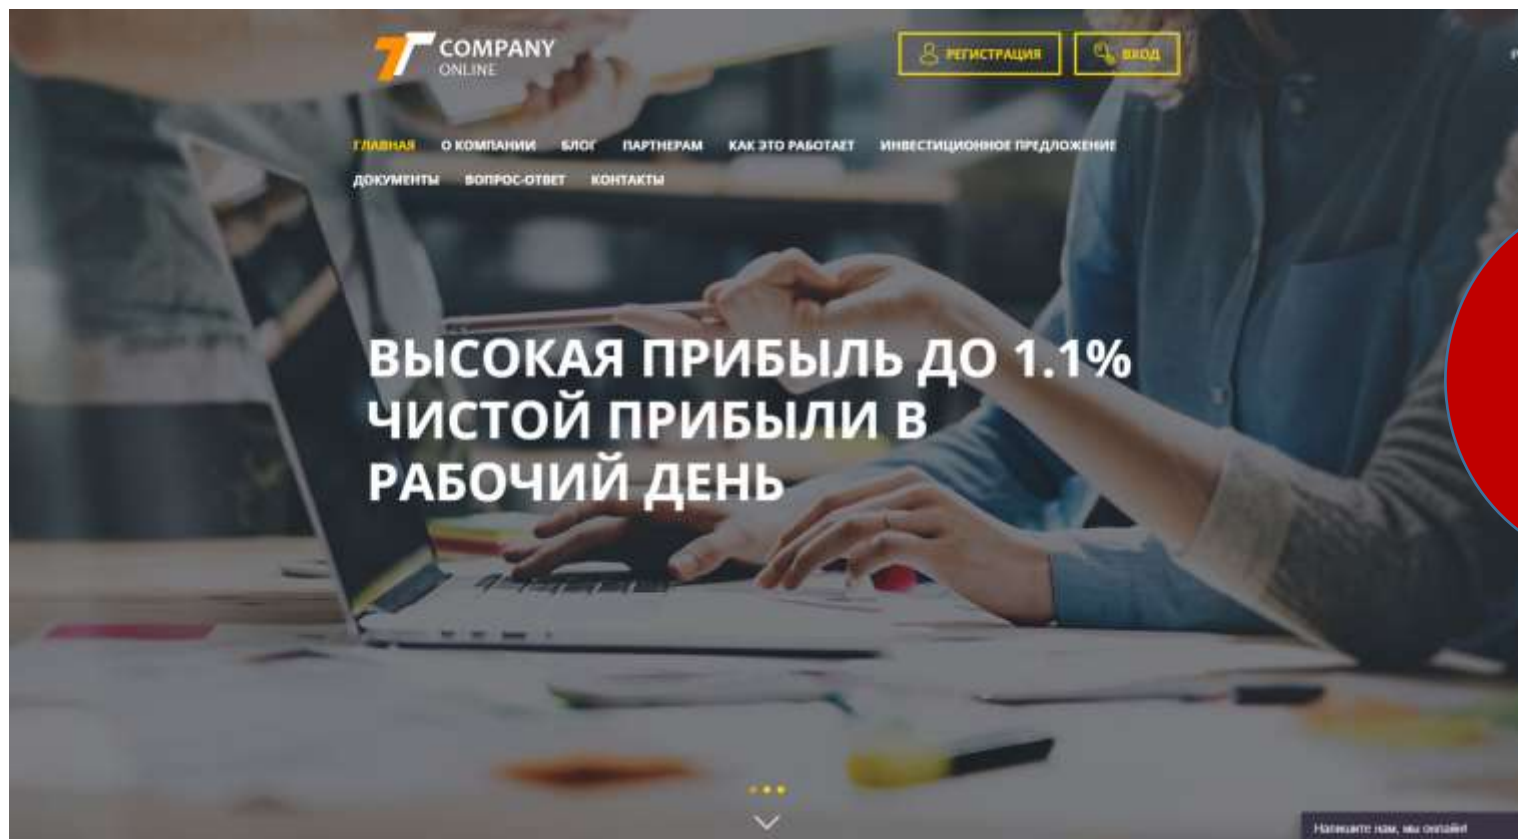 COMPANY
ONLINE
РЕГИСТРАЦИЯ
ВХОД
ГЛАВНАЯ О КОМПАНИИ БЛОГ ПАРТНЕРАМ КАК ЭТО РАБОТАЕТ ИНВЕСТИЦИОННОЕ ПРЕДЛОЖЕНИЕ
ДОКУМЕНТЫ ВОПРОС-ОТВЕТ КОНТАКТЫ
ВЫСОКАЯ ПРИБЫЛЬ ДО 1.1%
ЧИСТОЙ ПРИБЫЛИ В
РАБОЧИЙ ДЕНЬ
Напишите нам, мы онлайн!